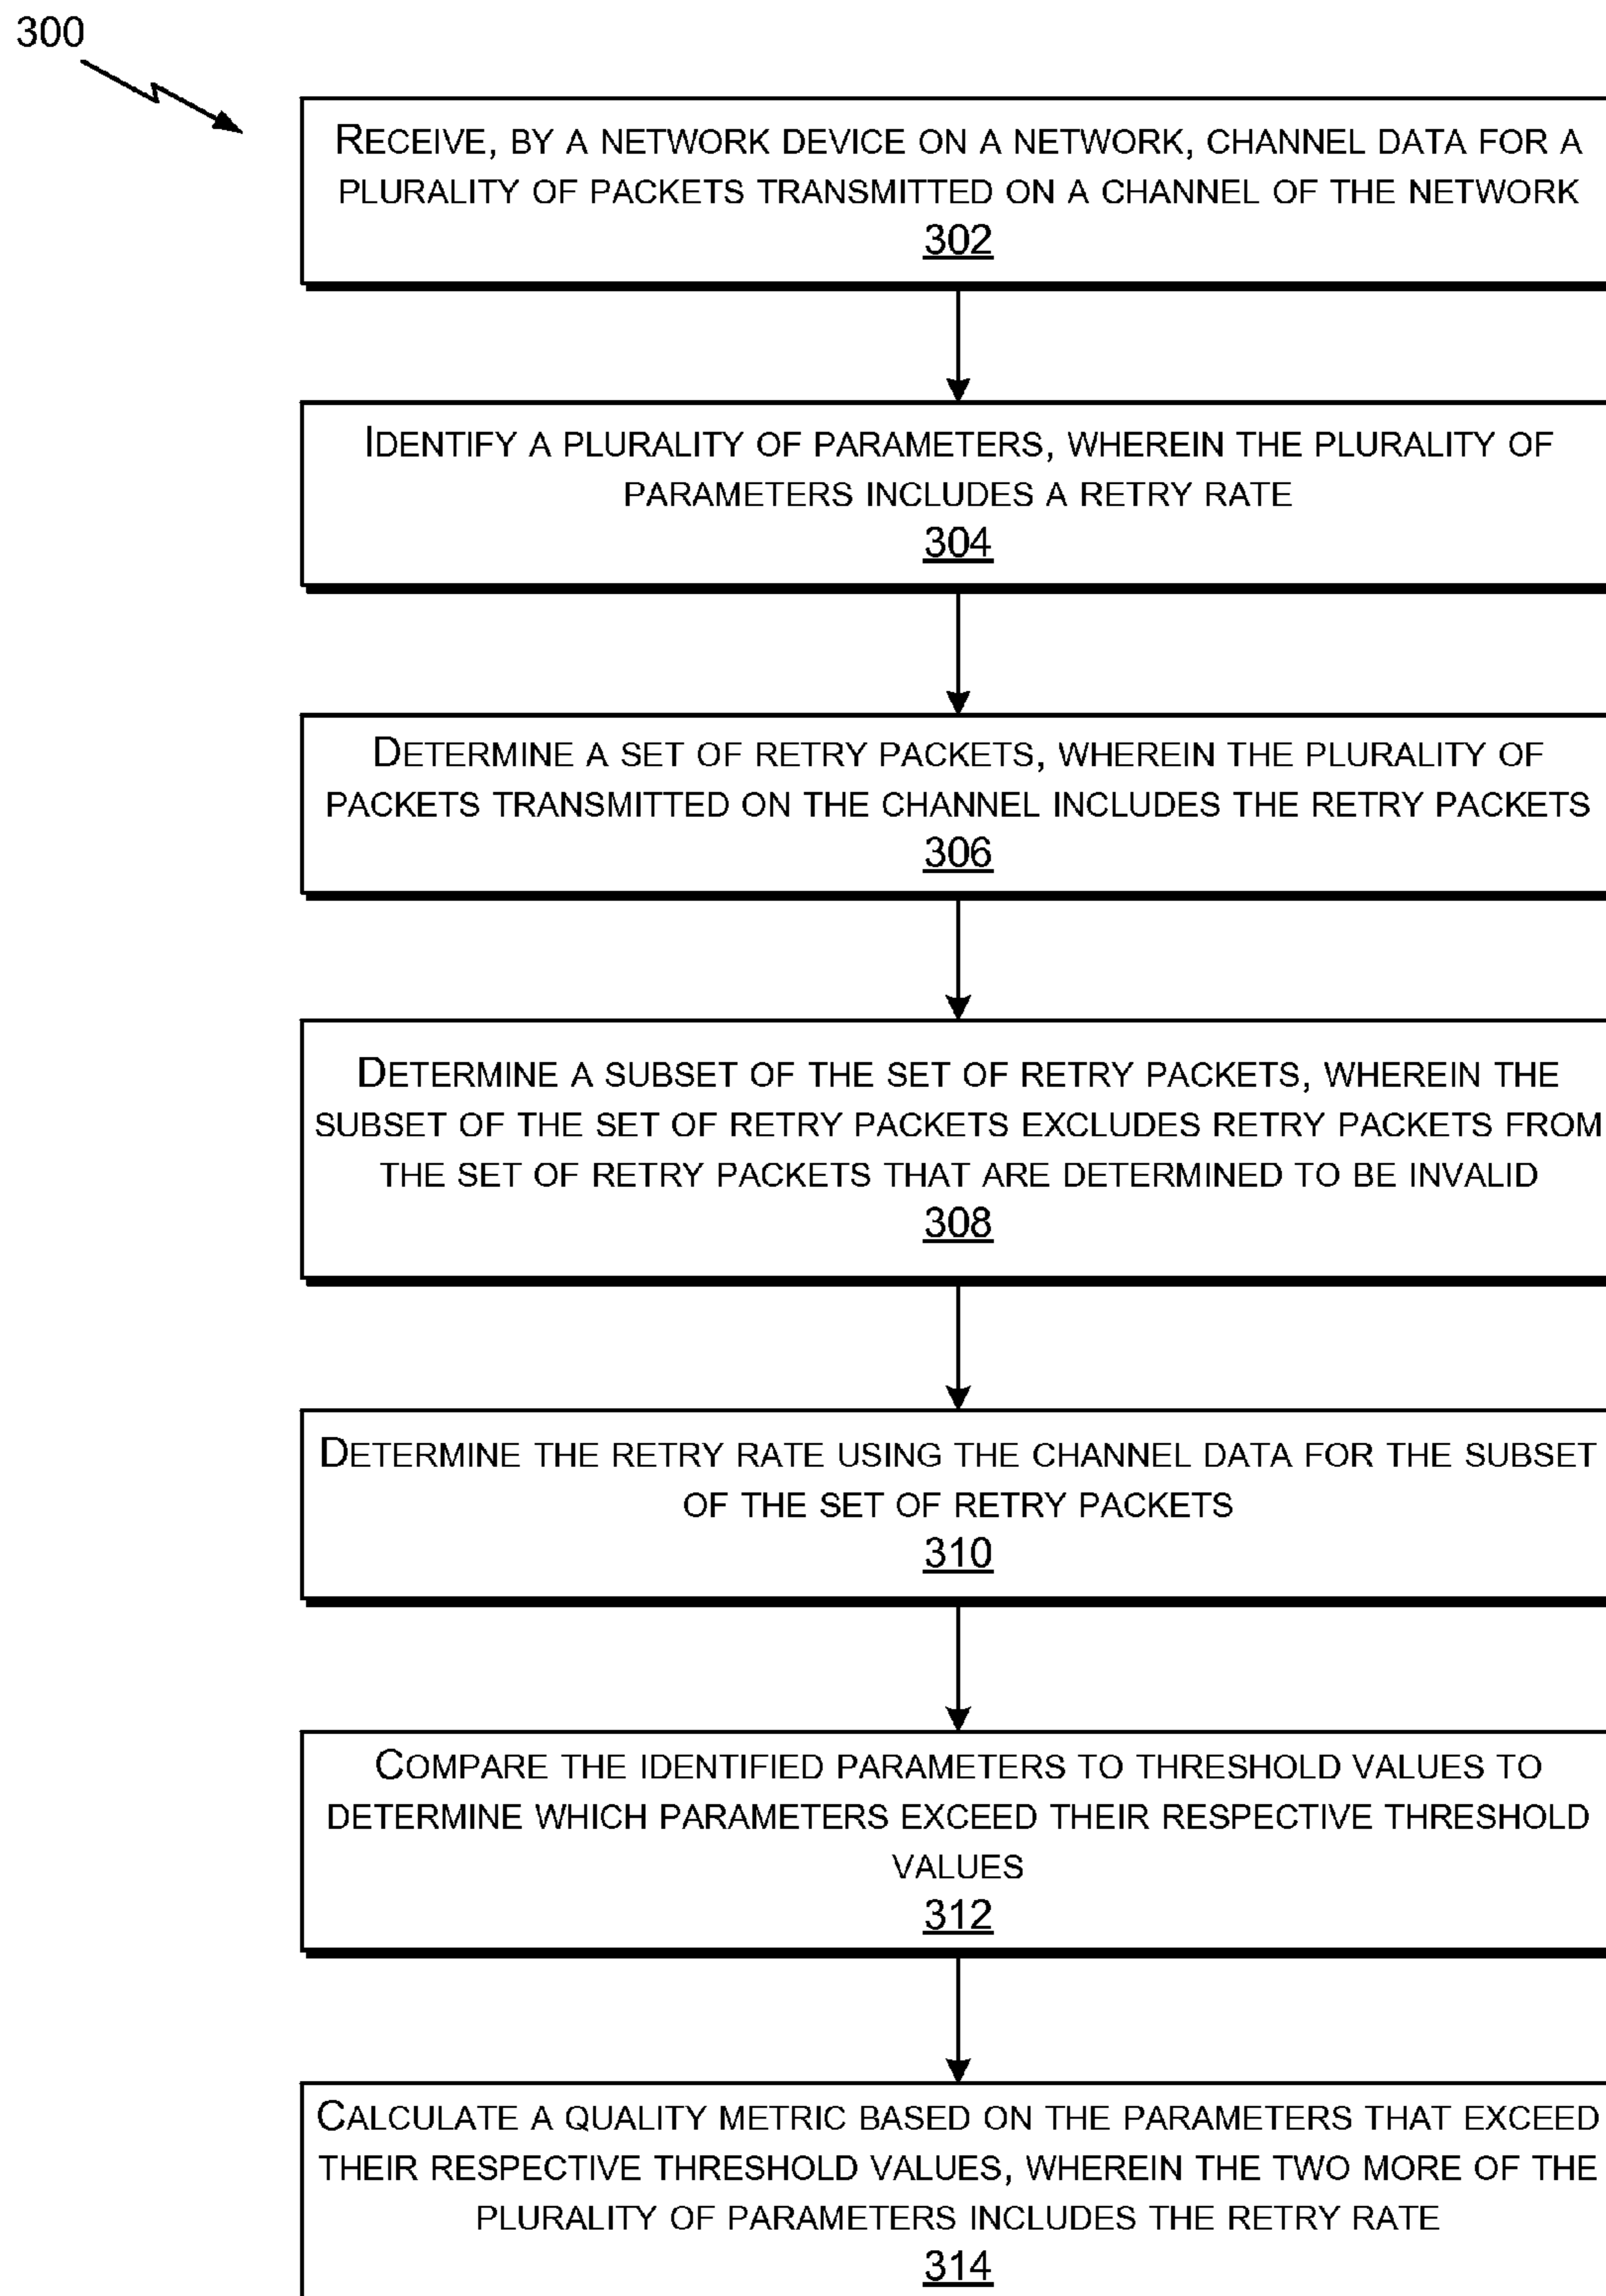 300
RECEIVE, BY A NETWORK DEVICE ON A NETWORK, CHANNEL DATA FOR A
PLURALITY OF PACKETS TRANSMITTED ON A CHANNEL OF THE NETWORK
302
IDENTIFY A PLURALITY OF PARAMETERS, WHEREIN THE PLURALITY OF
PARAMETERS INCLUDES A RETRY RATE
304
DETERMINE A SET OF RETRY PACKETS, WHEREIN THE PLURALITY OF
PACKETS TRANSMITTED ON THE CHANNEL INCLUDES THE RETRY PACKETS
306
DETERMINE A SUBSET OF THE SET OF RETRY PACKETS, WHEREIN THE
SUBSET OF THE SET OF RETRY PACKETS EXCLUDES RETRY PACKETS FROM
THE SET OF RETRY PACKETS THAT ARE DETERMINED TO BE INVALID
308
DETERMINE THE RETRY RATE USING THE CHANNEL DATA FOR THE SUBSET
OF THE SET OF RETRY PACKETS
310
COMPARE THE IDENTIFIED PARAMETERS TO THRESHOLD VALUES TO
DETERMINE WHICH PARAMETERS EXCEED THEIR RESPECTIVE THRESHOLD
VALUES
312
CALCULATE A QUALITY METRIC BASED ON THE PARAMETERS THAT EXCEED
THEIR RESPECTIVE THRESHOLD VALUES, WHEREIN THE TWO MORE OF THE
PLURALITY OF PARAMETERS INCLUDES THE RETRY RATE
314